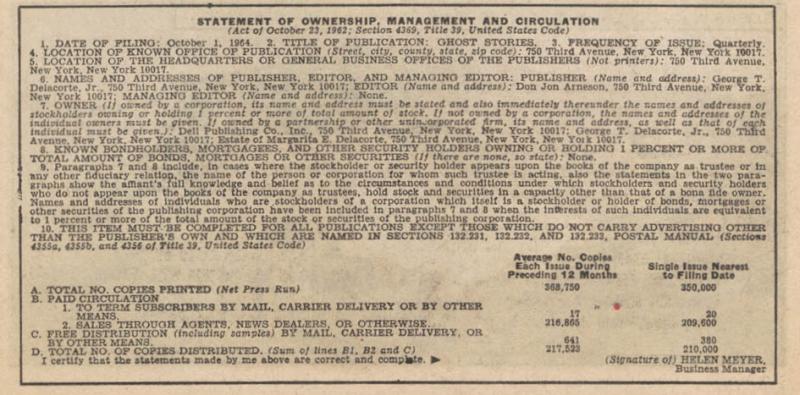 STATEMENT OF OWNERSHIP, MANAGEMENT AND CIRCULATION
(Act of October 23, 1962; Section 4369, Title 39, United States Code)
1. DATE OF FILING: October 1, 1964. 2. TITLE OF PUBLICATION: GHOST STORIES. 3. FREQUENCY OF ISSUE: Quarterly.
4. LOCATION OF KNOWN OFFICE OF PUBLICATION (Street, city, county, state, zip code): 750 Third Avenue, New York, New York 10017.
5. LOCATION OF THE HEADQUARTERS OR GENERAL BUSINESS OFFICES OF THE PUBLISHERS (Not printers): 750 Third Avenue,
New York, New York 10017.
6. NAMES AND ADDRESSES OF PUBLISHER, EDITOR, AND MANAGING EDITOR: PUBLISHER (Name and address): George T.
Delacorte, Jr., 750 Third Avenue, New York, New York 10017; EDITOR (Name and address): Don Jon Arneson, 750 Third Avenue, New
York, New York 10017; MANAGING EDITOR (Name and address): None.
7. OWNER (If owned by a corporation, its name and address must be stated and also immediately thereunder the names and addresses of
stockholders owning or holding 1 percent or more of total amount of stock. If not owned by a corporation, the names and addresses of the
individual owners must be given. If owned by a partnership or other unincorporated firm, its name and address, as well as that of each
individual must be given.): Dell Publishing Co., Inc., 750 Third Avenue, New York, New York 10017; George T. Delacorte, Jr., 750 Third
Avenue, New York, New York 10017; Estate of Margarita E. Delacorte, 750 Third Avenue, New York, New York 10017.
8. KNOWN BONDHOLDERS, MORTGAGEES, AND OTHER SECURITY HOLDERS OWNING OR HOLDING 1 PERCENT OR MORE OF
TOTAL AMOUNT OF BONDS, MORTGAGES OR OTHER SECURITIES (If there are none, so state): None.
9. Paragraphs 7 and 8 include, in cases where the stockholder or security holder appears upon the books of the company as trustee or in
any other fiduciary relation, the name of the person or corporation for whom such trustee is acting, also the statements in the two para-
graphs show the affiant's full knowledge and belief as to the circumstances and conditions under which stockholders and security holders
who do not appear upon the books of the company as trustees, hold stock and securities in a capacity other than that of a bona fide owner.
Names and addresses of individuals who are stockholders of a corporation which itself is a stockholder or holder of bonds, mortgages or
other securities of the publishing corporation have been included in paragraphs 7 and 8 when the interests of such individuals are equivalent
to 1 percent or more of the total amount of the stock or securities of the publishing corporation.
10. THIS ITEM MUST BE COMPLETED FOR ALL PUBLICATIONS EXCEPT THOSE WHICH DO NOT CARRY ADVERTISING OTHER
THAN THE PUBLISHER'S OWN AND WHICH ARE NAMED IN SECTIONS 132.231, 132.232, AND 132.233, POSTAL MANUAL (Sections
4355a, 4355b, and 4356 of Title 39, United States Code)
Average No. Copies
Each Issue During
Preceding 12 Months
Single Issue Nearest
to Filing Date
A. TOTAL NO. COPIES PRINTED (Net Press Run) 368,750 350,000
B. PAID CIRCULATION
1. TO TERM SUBSCRIBERS BY MAIL, CARRIER DELIVERY OR BY OTHER
MEANS. 17 20
2. SALES THROUGH AGENTS, NEWS DEALERS, OR OTHERWISE. 216,865 209,600
C. FREE DISTRIBUTION (including samples) BY MAIL, CARRIER DELIVERY, OR
BY OTHER MEANS. 641 380
D. TOTAL NO. OF COPIES DISTRIBUTED. (Sum of lines B1, B2 and C) 217,523 210,000
I certify that the statements made by me above are correct and complete. ► (Signature of) HELEN MEYER,
Business Manager